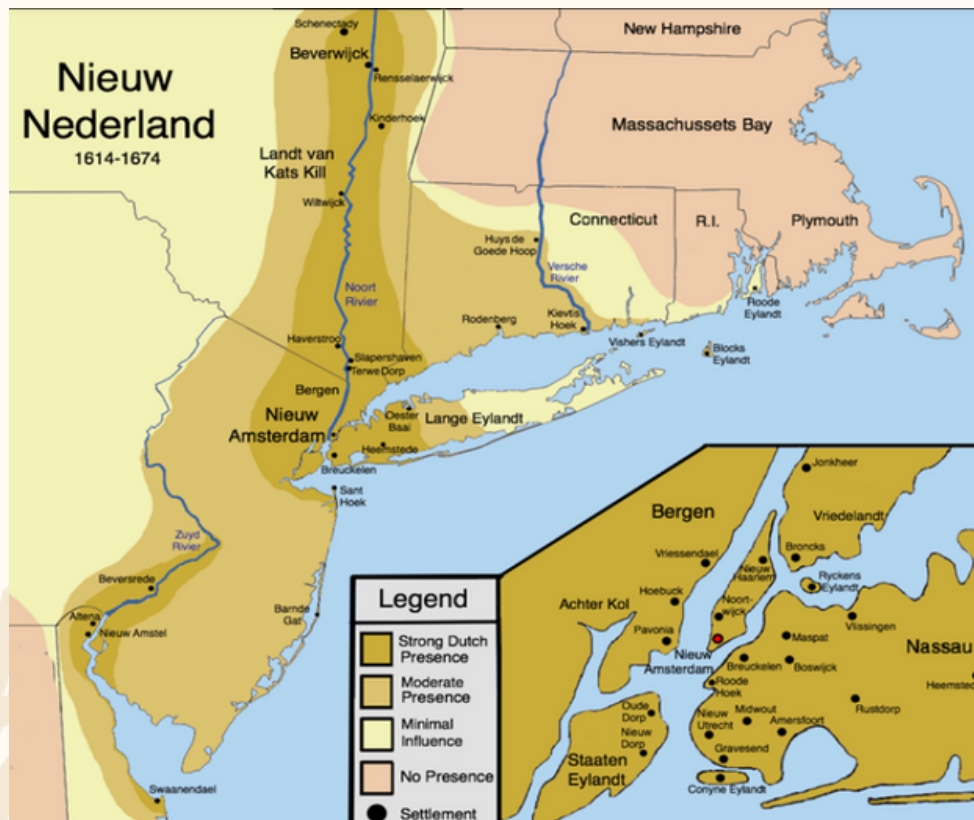 Nieuw
Nederland
1614-1674
Schenectady
Beverwijck
Rensselaerwijck
Kinderhoek
Landt van
Kats Kill
Wiltwijck
Noort
Rivier
Haverstroo
Slapershaven
Terwe Dorp
Bergen
Nieuw
Amsterdam
Oester
Baai
Lange Eylandt
Heemstede
Breuckelen
Sant
Hoek
Zuyd
Rivier
Beversrede
Altena
Nieuw Amstel
Barnde
Gat
Swaanendael
New Hampshire
Massachussets Bay
Connecticut
R.I.
Plymouth
Huys de
Goede Hoop
Versche
Rivier
Rodenberg
Kievtis
Hoek
Vishers Eylandt
Roode
Eylandt
Blocks
Eylandt
Legend
Strong Dutch
Presence
Moderate
Presence
Minimal
Influence
No Presence
Settlement
Jonkheer
Bergen
Vriedelandt
Vriessendael
Broncks
Nieuw
Haarlem
Ryckens
Eylandt
Hoebuck
Achter Kol
Noort-
wijck
Vlissingen
Pavonia
Maspat
Nieuw
Amsterdam
Nassau
Breuckelen
Boswijck
Roode
Hoek
Heemstede
Oude
Dorp
Midwout
Rustdorp
Nieuw
Utrecht
Amersfoort
Nieuw
Dorp
Gravesend
Staaten
Eylandt
Conyne Eylandt